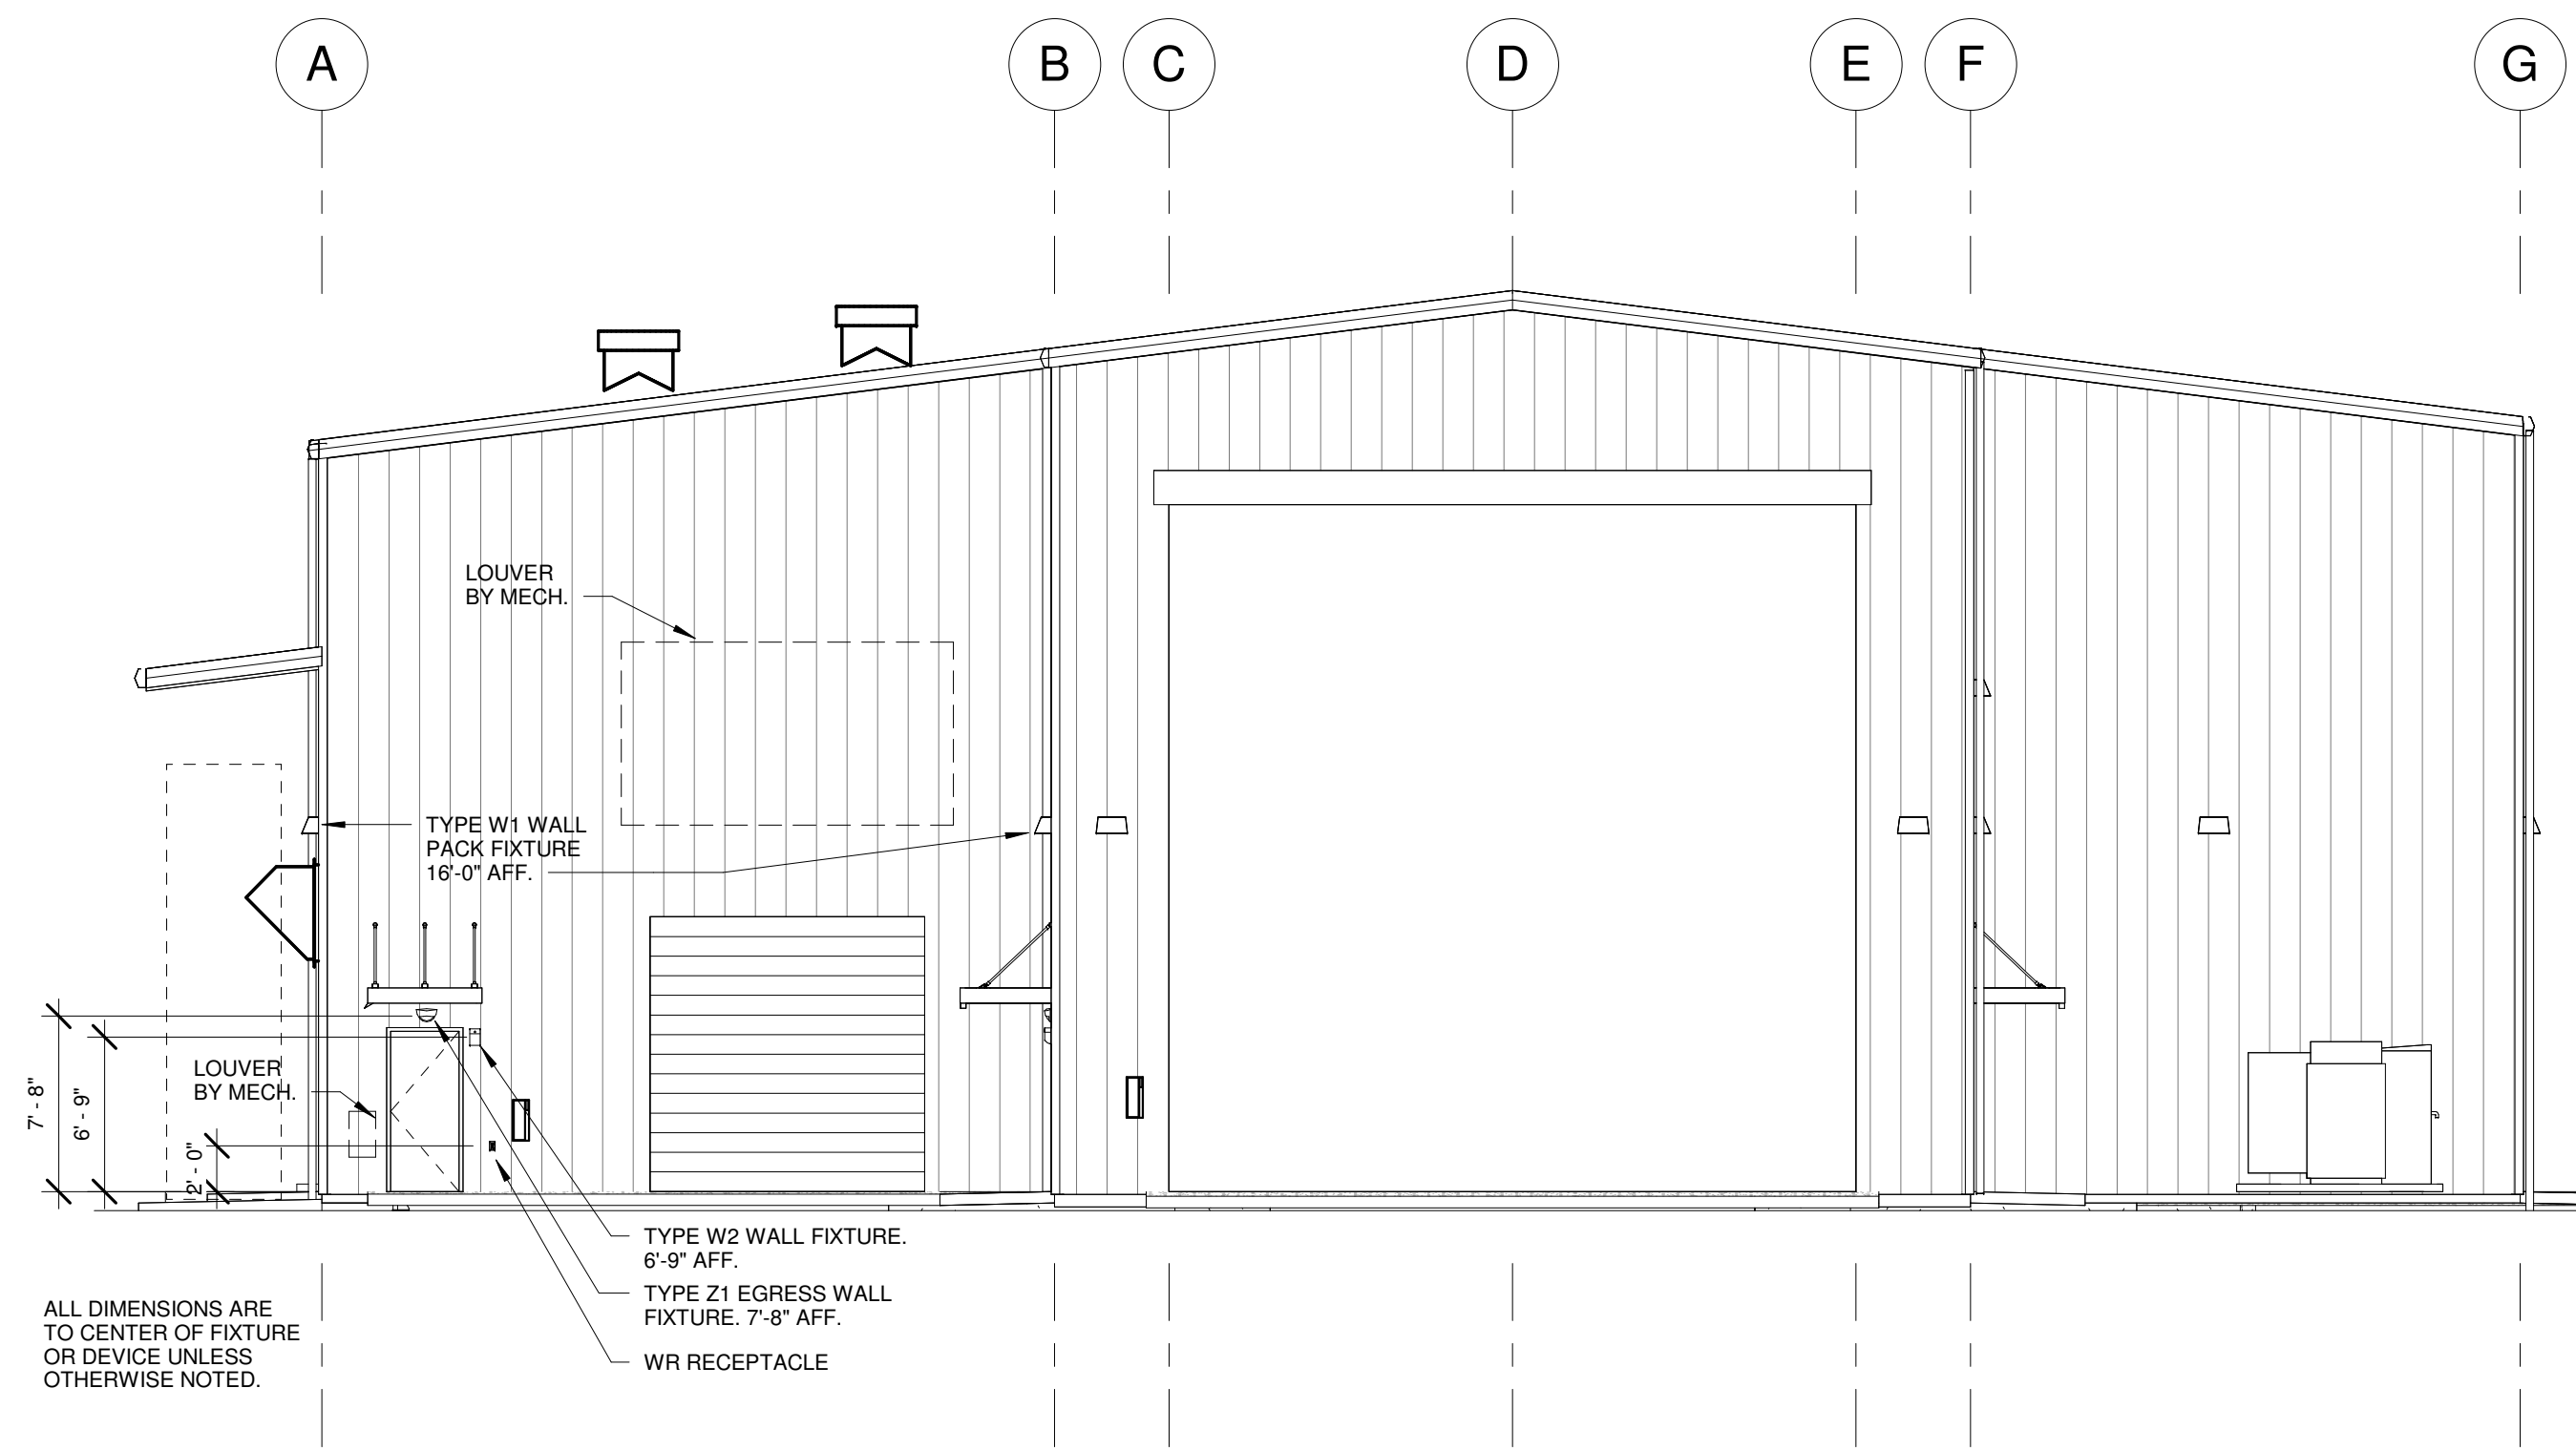 A B C D E F G
LOUVER
BY MECH.
TYPE W1 WALL
PACK FIXTURE
16'-0" AFF.
LOUVER
BY MECH.
7' - 8"
6' - 9"
2' - 0"
TYPE W2 WALL FIXTURE.
6'-9" AFF.
TYPE Z1 EGRESS WALL
FIXTURE. 7'-8" AFF.
WR RECEPTACLE
ALL DIMENSIONS ARE
TO CENTER OF FIXTURE
OR DEVICE UNLESS
OTHERWISE NOTED.